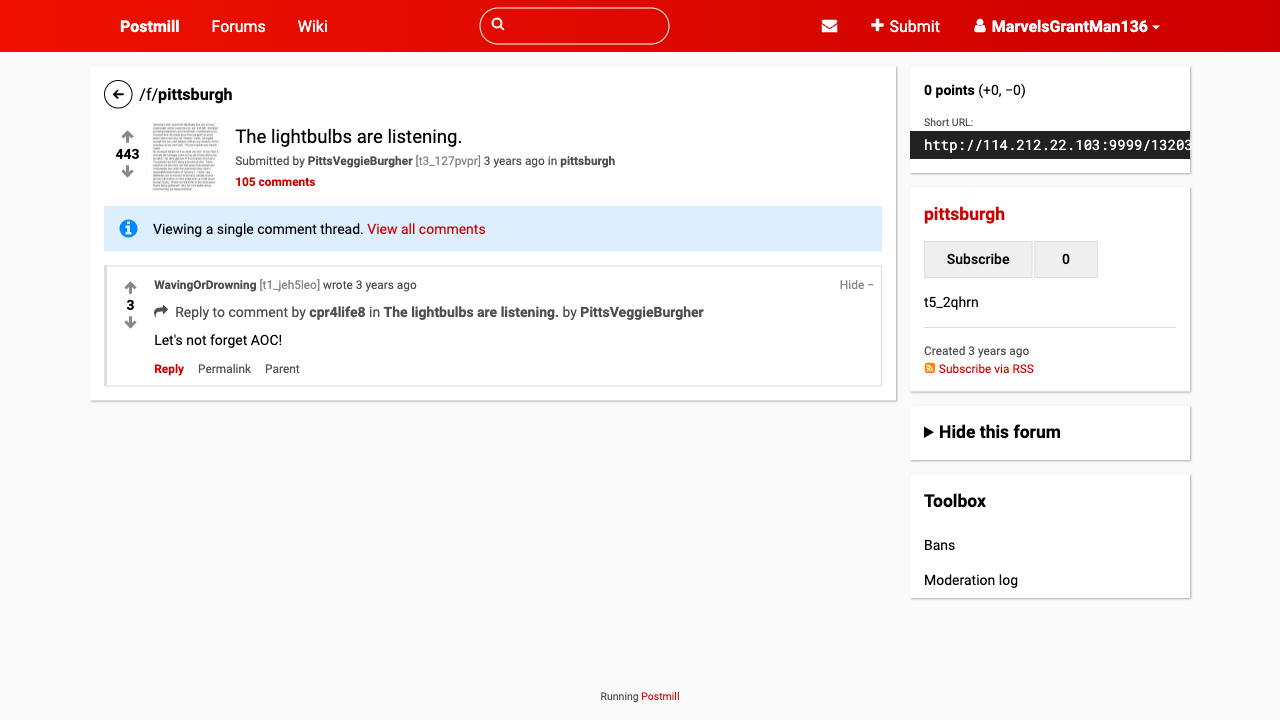 Postmill Forums Wiki Submit MarvelsGrantMan136
/f/pittsburgh
443
The lightbulbs are listening.
Submitted by PittsVeggieBurgher [t3_127pvpr] 3 years ago in pittsburgh
105 comments
Viewing a single comment thread. View all comments
WavingOrDrowning [t1_jeh5leo] wrote 3 years ago Hide −
3
Reply to comment by cpr4life8 in The lightbulbs are listening. by PittsVeggieBurgher
Let's not forget AOC!
Reply Permalink Parent
0 points (+0, −0)
Short URL:
http://114.212.22.103:9999/13203
pittsburgh
Subscribe 0
t5_2qhrn
Created 3 years ago
Subscribe via RSS
Hide this forum
Toolbox
Bans
Moderation log
Running Postmill